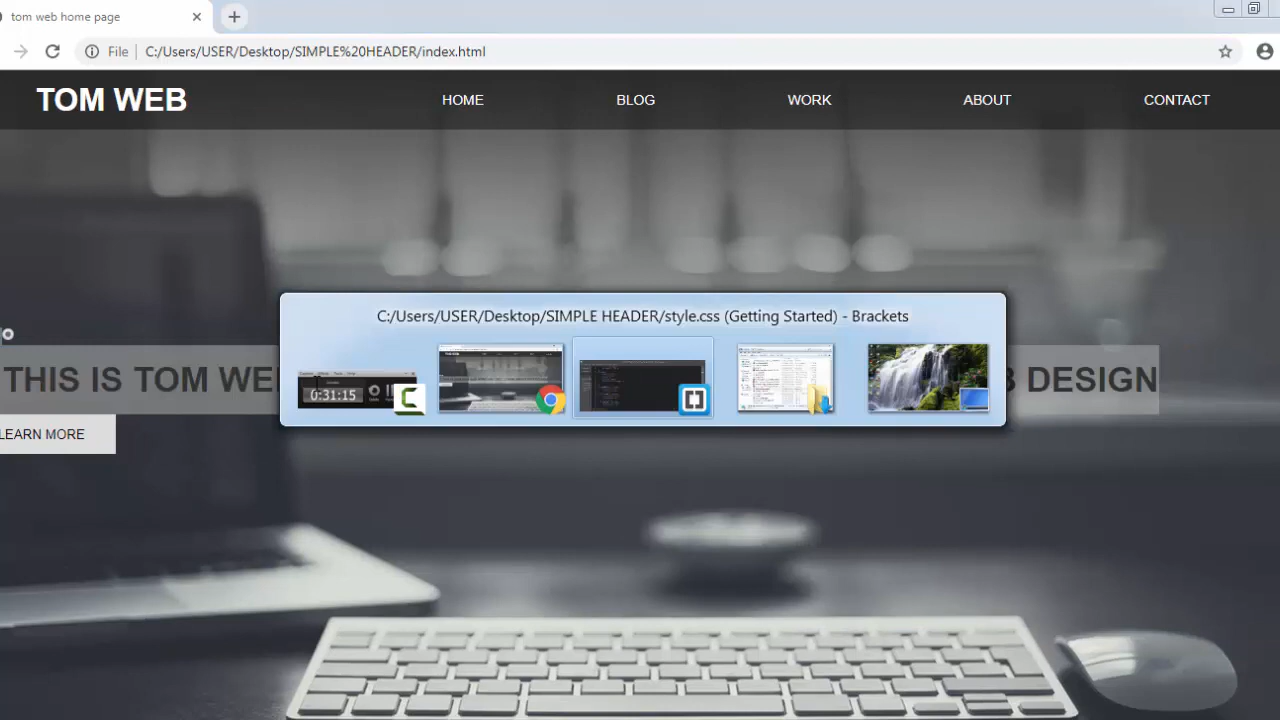 tom web home page
File
C:/Users/USER/Desktop/SIMPLE%20HEADER/index.html
TOM WEB
HOME
BLOG
WORK
ABOUT
CONTACT
C:/Users/USER/Desktop/SIMPLE HEADER/style.css (Getting Started) - Brackets
0:31:15
THIS IS TOM WE
DESIGN
LEARN MORE